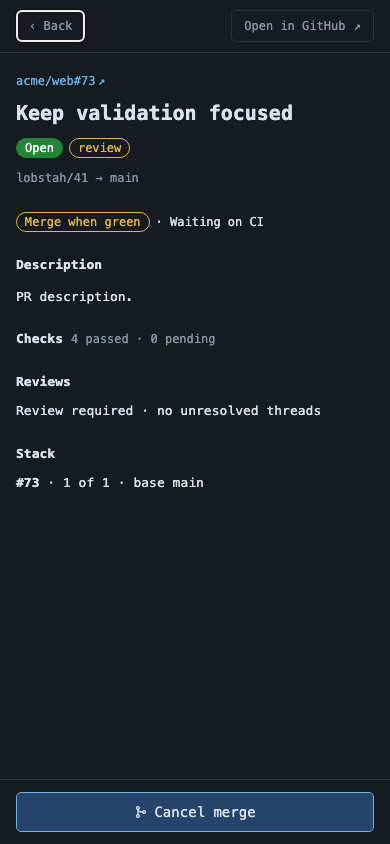 ‹ Back
Open in GitHub ↗
acme/web#73↗
Keep validation focused
Open review
lobstah/41 → main
Merge when green · Waiting on CI
Description
PR description.
Checks 4 passed · 0 pending
Reviews
Review required · no unresolved threads
Stack
#73 · 1 of 1 · base main
Cancel merge